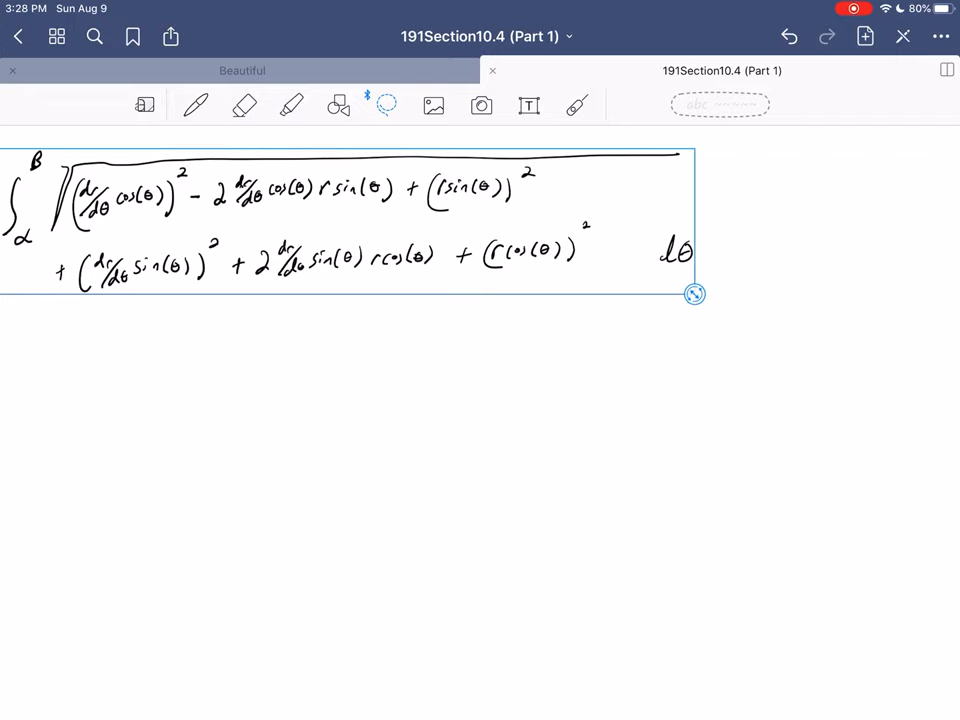 3:28 PM Sun Aug 9
80%
191Section10.4 (Part 1)
Beautiful
191Section10.4 (Part 1)
T
abc
∫_α^β √((dr/dθ cos(θ))² - 2 dr/dθ cos(θ) r sin(θ) + (r sin(θ))²
+ (dr/dθ sin(θ))² + 2 dr/dθ sin(θ) r cos(θ) + (r cos(θ))² dθ